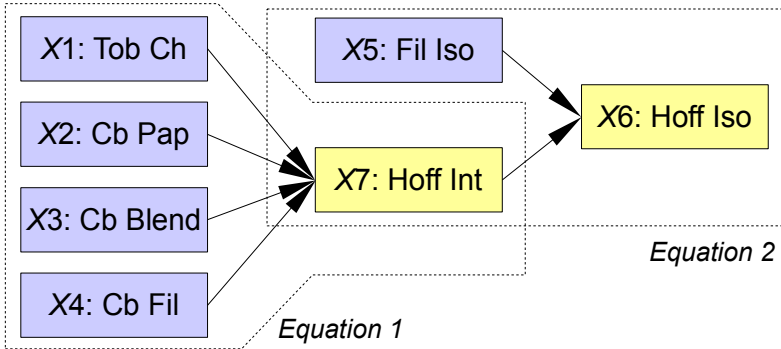 X1: Tob Ch
X2: Cb Pap
X3: Cb Blend
X4: Cb Fil
Equation 1
X5: Fil Iso
X7: Hoff Int
X6: Hoff Iso
Equation 2